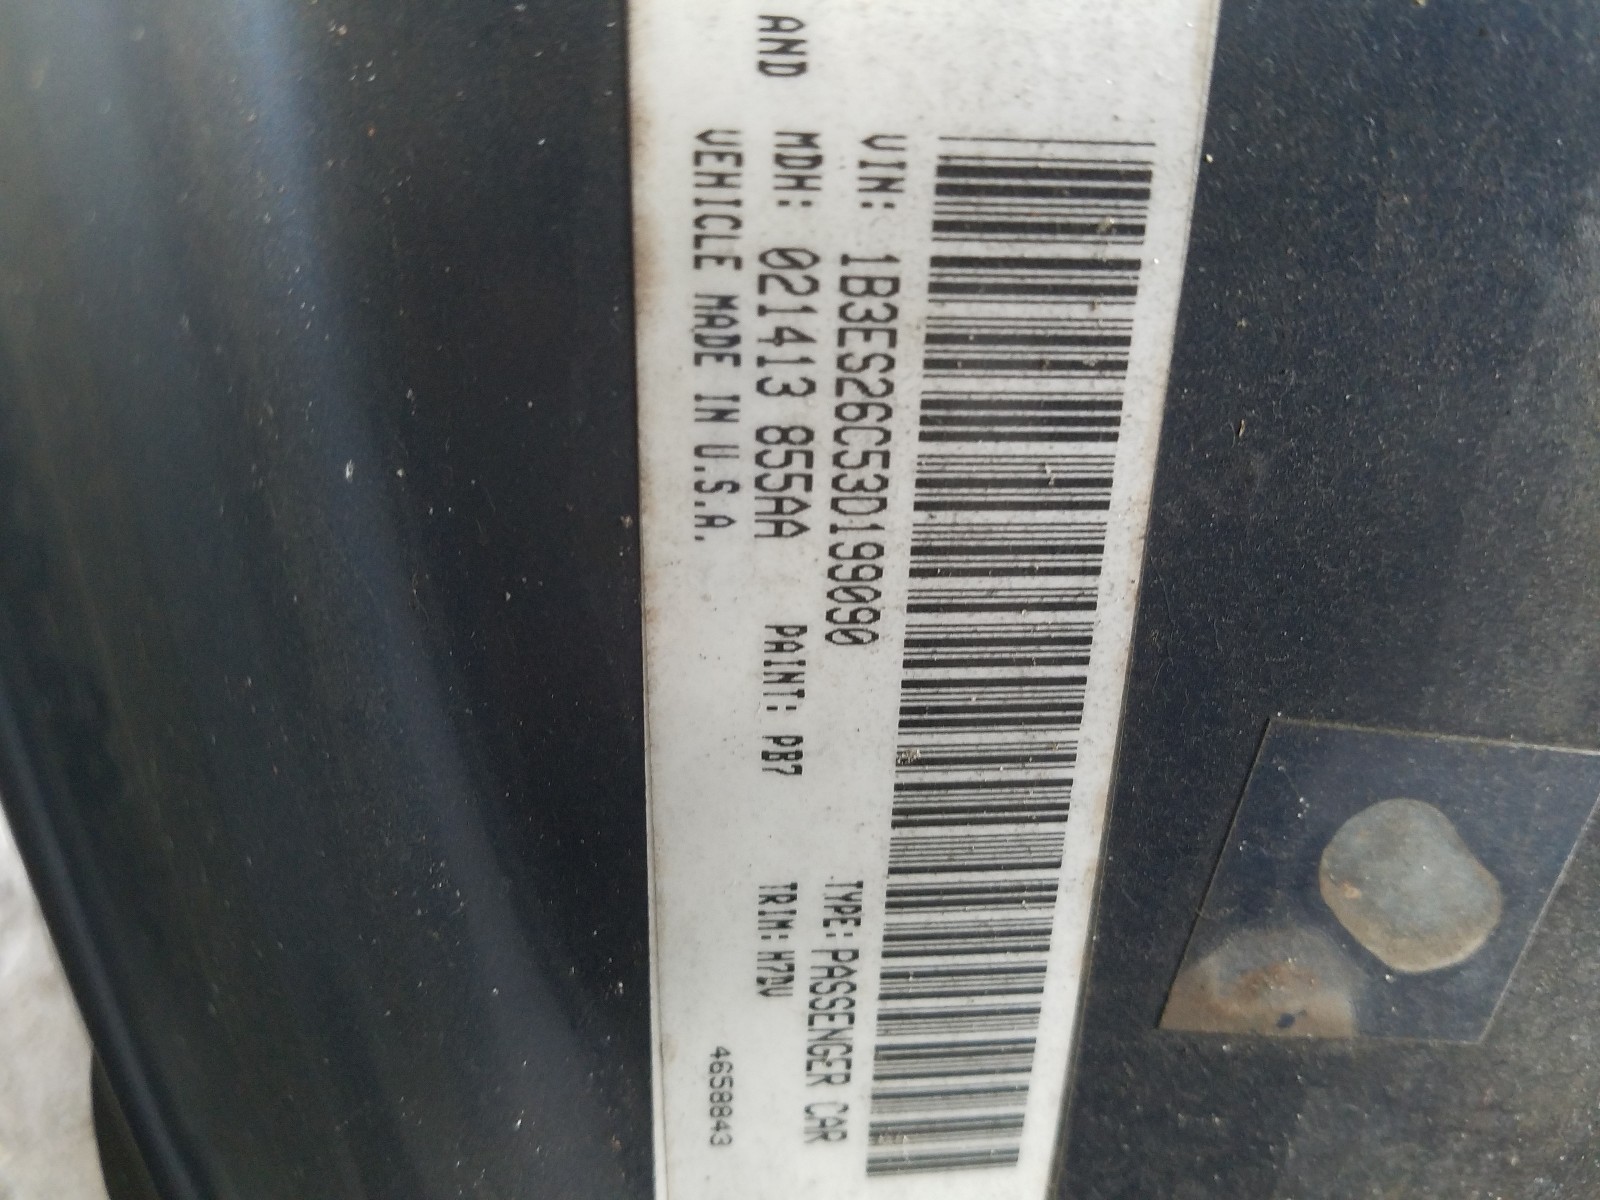 VIN: 1B3ES26C53D199090 TYPE: PASSENGER CAR
AND MDH: 021413 855AA PAINT: PB7 TRIM: H7DV
VEHICLE MADE IN U.S.A. 4658843